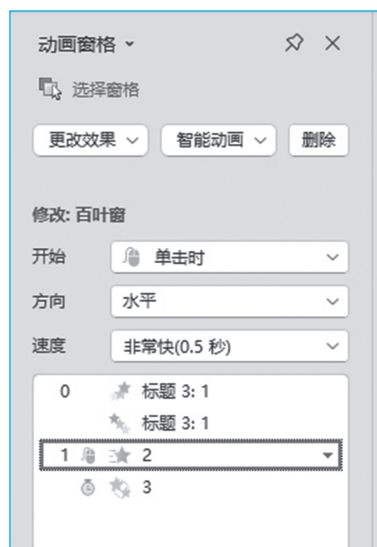 动画窗格
选择窗格
更改效果 智能动画 删除
修改: 百叶窗
开始 单击时
方向 水平
速度 非常快(0.5 秒)
0 标题 3: 1
标题 3: 1
1 2
3